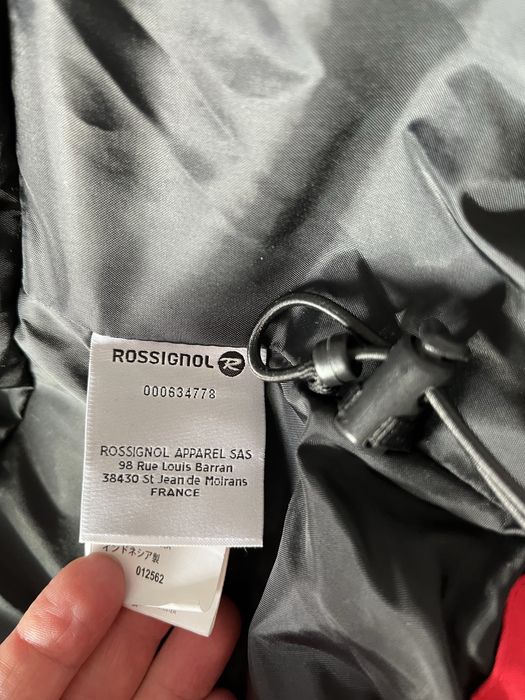 ROSSIGNOL R
000634778
ROSSIGNOL APPAREL SAS
98 Rue Louis Barran
38430 St Jean de Moirans
FRANCE
インドネシア製
012562